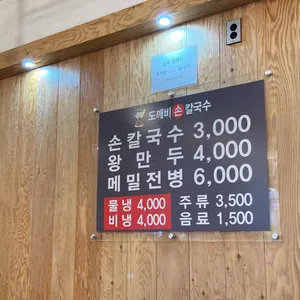 도깨비 손 칼국수
손칼국수 3,000
왕만두 4,000
메밀전병 6,000
물냉 4,000 주류 3,500
비냉 4,000 음료 1,500